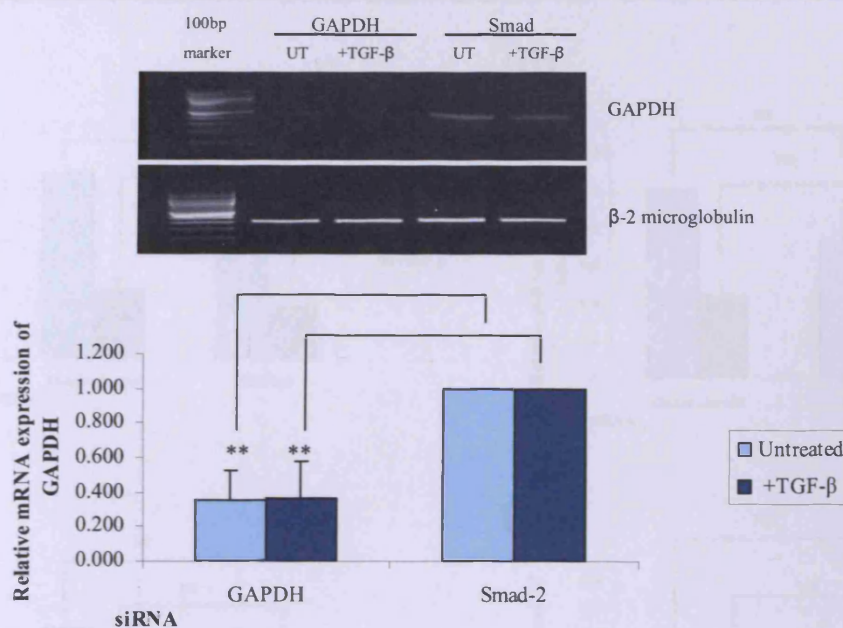 100bp GAPDH Smad
marker UT +TGF-β UT +TGF-β
GAPDH
β-2 microglobulin
Relative mRNA expression of
GAPDH
1.200
1.000
0.800
0.600
0.400
0.200
0.000
** **
Untreated
+TGF-β
GAPDH Smad-2
siRNA